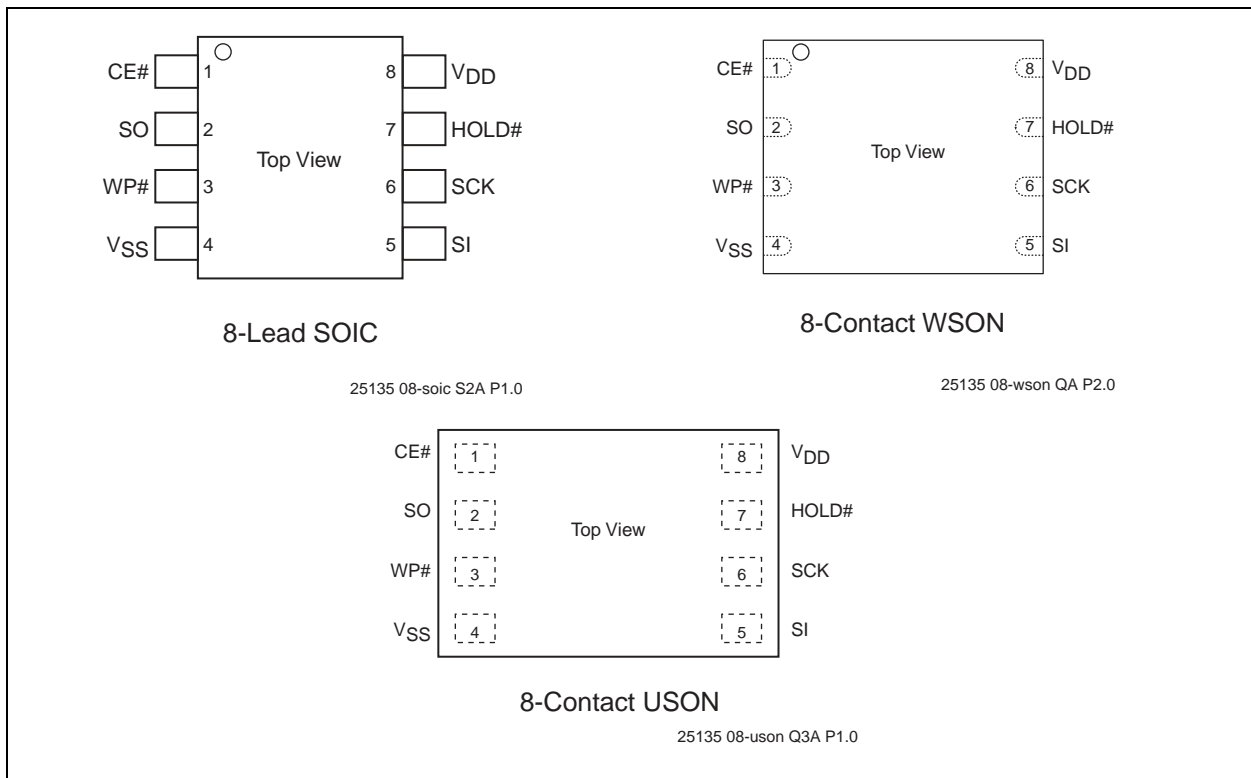 CE# 1 8 VDD
SO 2 7 HOLD#
Top View
WP# 3 6 SCK
VSS 4 5 SI
8-Lead SOIC
25135 08-soic S2A P1.0
CE# 1 8 VDD
SO 2 7 HOLD#
Top View
WP# 3 6 SCK
VSS 4 5 SI
8-Contact WSON
25135 08-wson QA P2.0
CE# 1 8 VDD
SO 2 7 HOLD#
Top View
WP# 3 6 SCK
VSS 4 5 SI
8-Contact USON
25135 08-uson Q3A P1.0